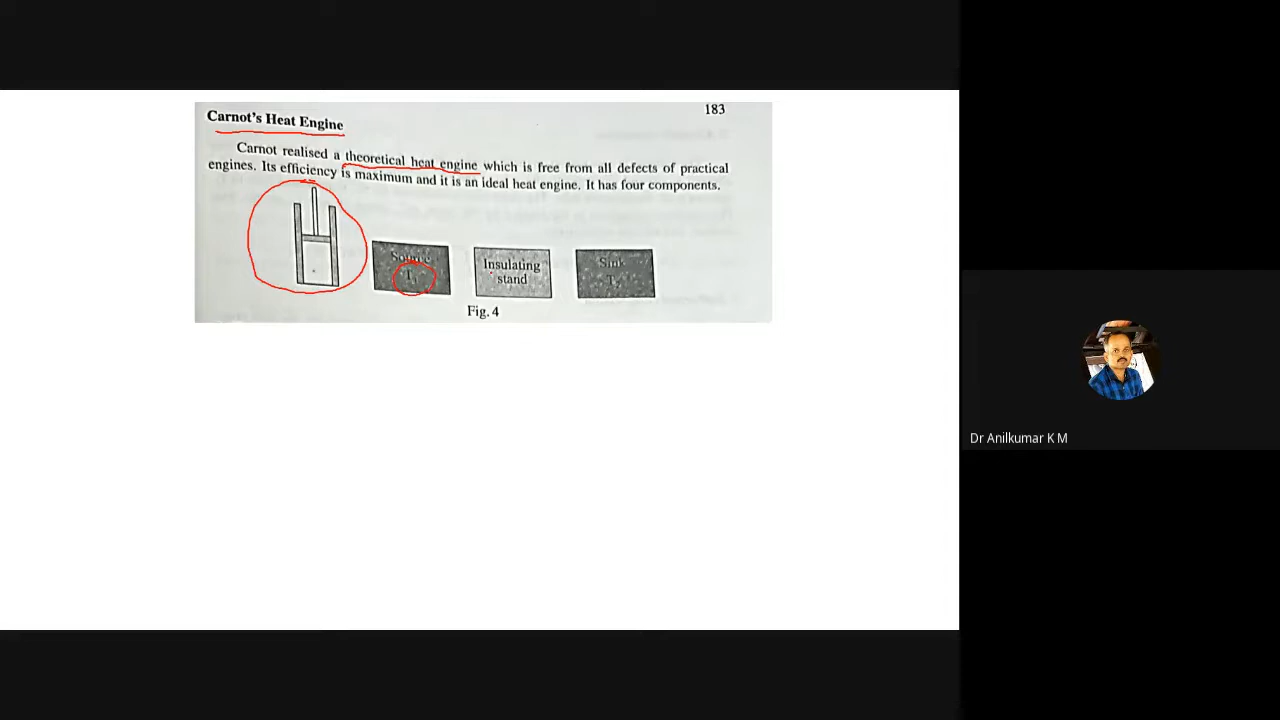 183
Carnot's Heat Engine
Carnot realised a theoretical heat engine which is free from all defects of practical
engines. Its efficiency is maximum and it is an ideal heat engine. It has four components.
Source
T₁
Insulating
stand
Sink
T₂
Fig. 4
Dr Anilkumar K M